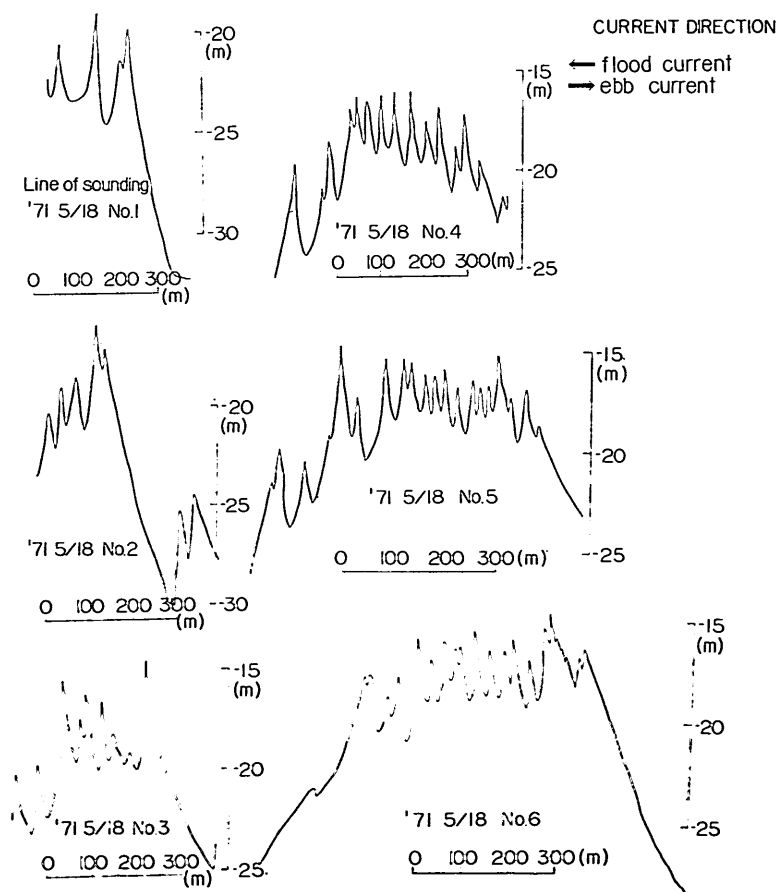 CURRENT DIRECTION
← flood current
→ ebb current
-20
(m)
-25
-30
Line of sounding
'71 5/18 No.1
0 100 200 300
(m)
-15
(m)
-20
-25
'71 5/18 No.4
0 100 200 300(m)
-20
(m)
-25
-30
'71 5/18 No.2
0 100 200 300
(m)
-15.
(m)
-20
-25
'71 5/18 No.5
0 100 200 300(m)
-15
(m)
-20
-25
'71 5/18 No.3
0 100 200 300
(m)
-15
(m)
-20
-25
'71 5/18 No.6
0 100 200 300(m)